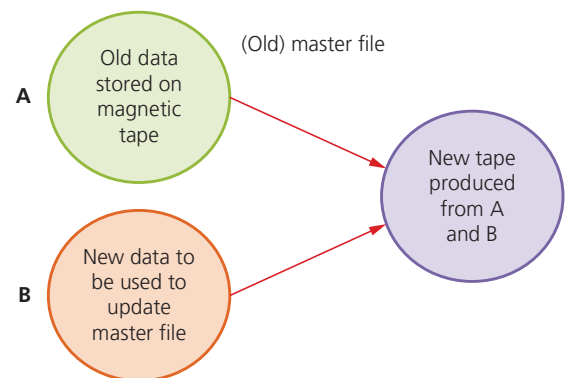 (Old) master file
A
Old data
stored on
magnetic
tape
B
New data to
be used to
update
master file
New tape
produced
from A
and B